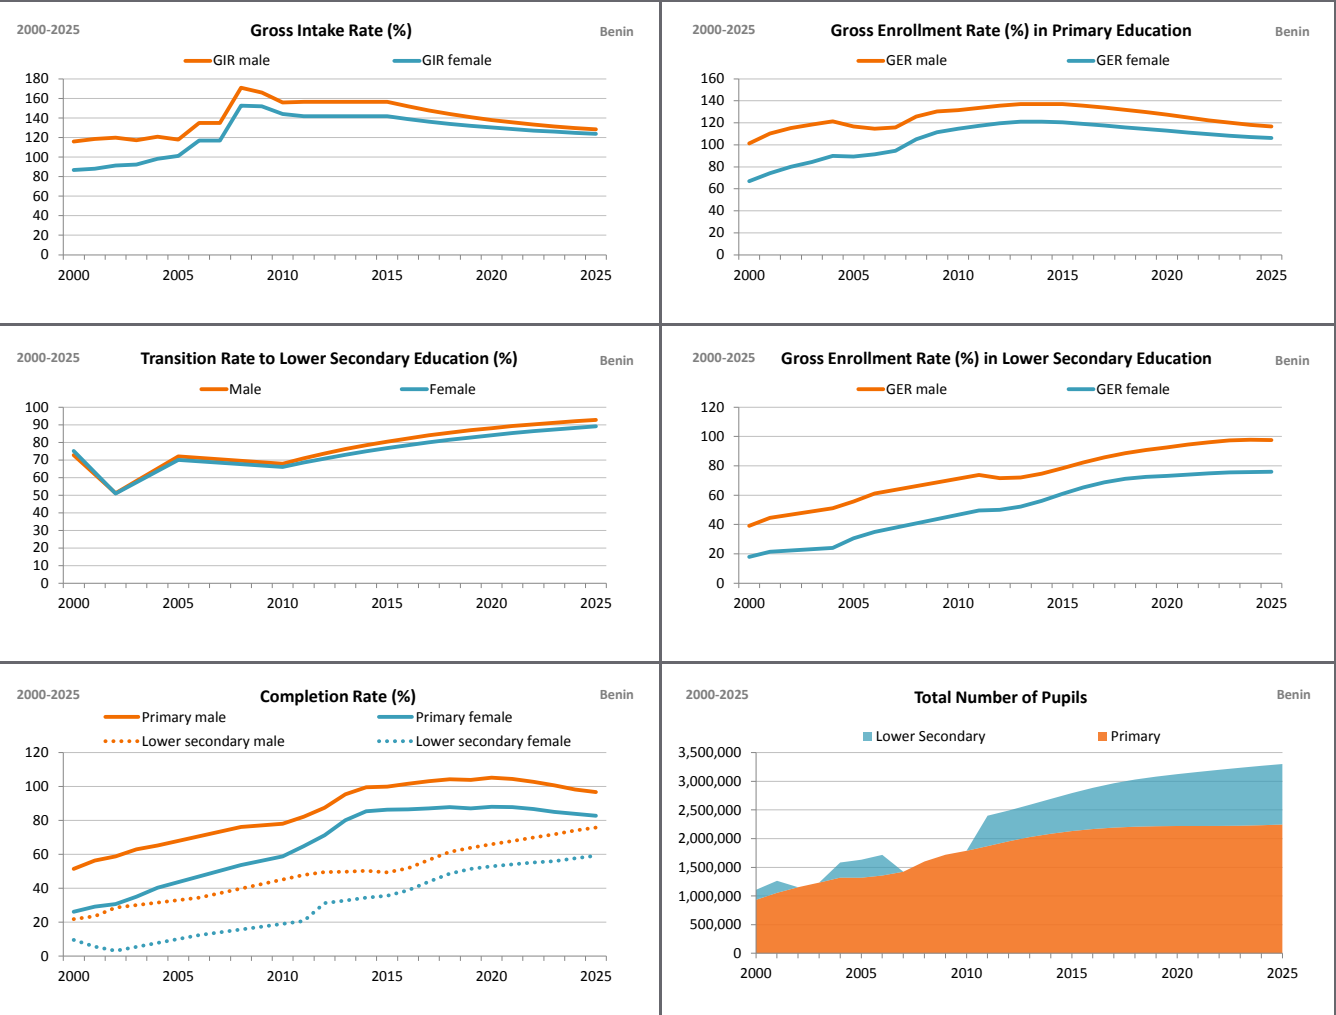 2000-2025 Gross Intake Rate (%) Benin
GIR male GIR female
180
160
140
120
100
80
60
40
20
0
2000 2005 2010 2015 2020 2025
2000-2025 Gross Enrollment Rate (%) in Primary Education Benin
GER male GER female
160
140
120
100
80
60
40
20
0
2000 2005 2010 2015 2020 2025
2000-2025 Transition Rate to Lower Secondary Education (%) Benin
Male Female
100
90
80
70
60
50
40
30
20
10
0
2000 2005 2010 2015 2020 2025
2000-2025 Gross Enrollment Rate (%) in Lower Secondary Education Benin
GER male GER female
120
100
80
60
40
20
0
2000 2005 2010 2015 2020 2025
2000-2025 Completion Rate (%) Benin
Primary male Primary female
Lower secondary male Lower secondary female
120
100
80
60
40
20
0
2000 2005 2010 2015 2020 2025
2000-2025 Total Number of Pupils Benin
Lower Secondary Primary
3,500,000
3,000,000
2,500,000
2,000,000
1,500,000
1,000,000
500,000
0
2000 2005 2010 2015 2020 2025